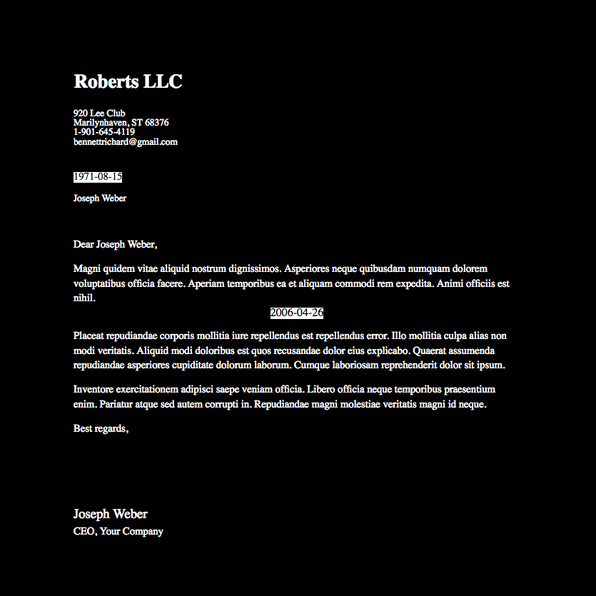 Roberts LLC
920 Lee Club
Marilynhaven, ST 68376
1-901-645-4119
bennettrichard@gmail.com
1971-08-15
Joseph Weber
Dear Joseph Weber,
Magni quidem vitae aliquid nostrum dignissimos. Asperiores neque quibusdam numquam dolorem
voluptatibus officia facere. Aperiam temporibus ea et aliquam commodi rem expedita. Animi officiis est
nihil.
2006-04-26
Placeat repudiandae corporis mollitia iure repellendus est repellendus error. Illo mollitia culpa alias non
modi veritatis. Aliquid modi doloribus est quos recusandae dolor eius explicabo. Quaerat assumenda
repudiandae asperiores cupiditate dolorum laborum. Cumque laboriosam reprehenderit dolor sit ipsum.
Inventore exercitationem adipisci saepe veniam officia. Libero officia neque temporibus praesentium
enim. Pariatur atque sed autem corrupti in. Repudiandae magni molestiae veritatis magni id neque.
Best regards,
Joseph Weber
CEO, Your Company